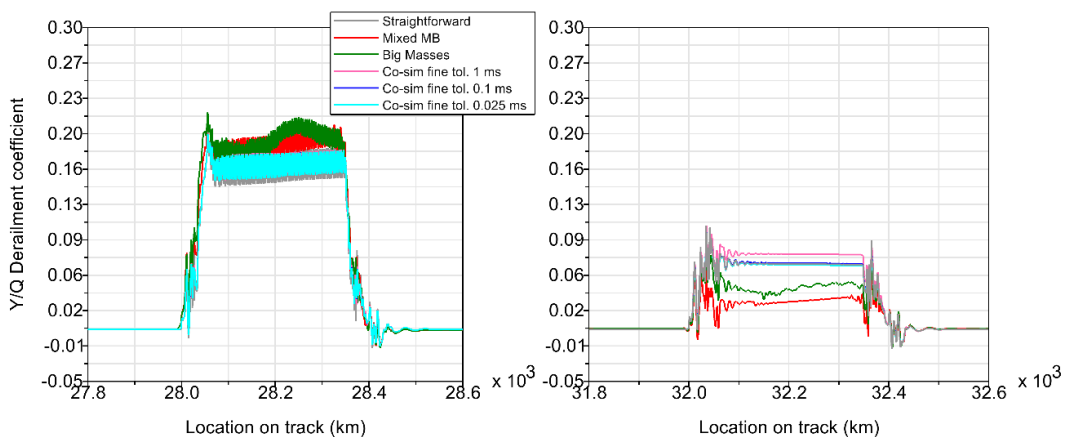 Straightforward
Mixed MB
Big Masses
Co-sim fine tol. 1 ms
Co-sim fine tol. 0.1 ms
Co-sim fine tol. 0.025 ms
Y/Q Derailment coefficient
0.30
0.27
0.23
0.20
0.16
0.13
0.09
0.06
0.02
-0.01
-0.05
27.8 28.0 28.2 28.4 28.6
x 10³
Location on track (km)
0.30
0.27
0.23
0.20
0.16
0.13
0.09
0.06
0.02
-0.01
-0.05
31.8 32.0 32.2 32.4 32.6
x 10³
Location on track (km)